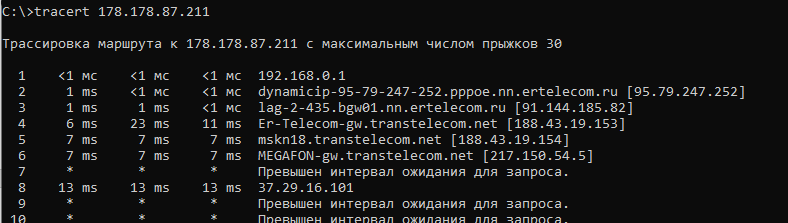 C:\>tracert 178.178.87.211
Трассировка маршрута к 178.178.87.211 с максимальным числом прыжков 30
1 <1 мс <1 мс <1 мс 192.168.0.1
2 1 ms <1 мс <1 мс dynamicip-95-79-247-252.pppoe.nn.ertelecom.ru [95.79.247.252]
3 1 ms 1 ms <1 мс lag-2-435.bgw01.nn.ertelecom.ru [91.144.185.82]
4 6 ms 23 ms 11 ms Er-Telecom-gw.transtelecom.net [188.43.19.153]
5 7 ms 7 ms 7 ms mskn18.transtelecom.net [188.43.19.154]
6 7 ms 7 ms 7 ms MEGAFON-gw.transtelecom.net [217.150.54.5]
7 * * * Превышен интервал ожидания для запроса.
8 13 ms 13 ms 13 ms 37.29.16.101
9 * * * Превышен интервал ожидания для запроса.
10 * * * Превышен интервал ожидания для запроса.